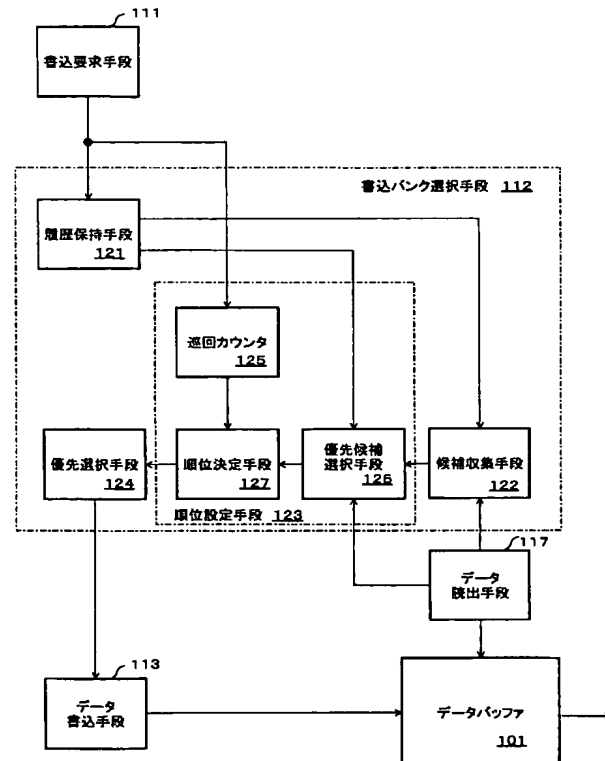 111
書込要求手段
書込バンク選択手段 112
履歴保持手段
121
巡回カウンタ
125
優先選択手段
124
順位決定手段
127
優先候補
選択手段
126
候補収集手段
122
順位設定手段 123
117
データ
読出手段
113
データ
書込手段
データバッファ
101